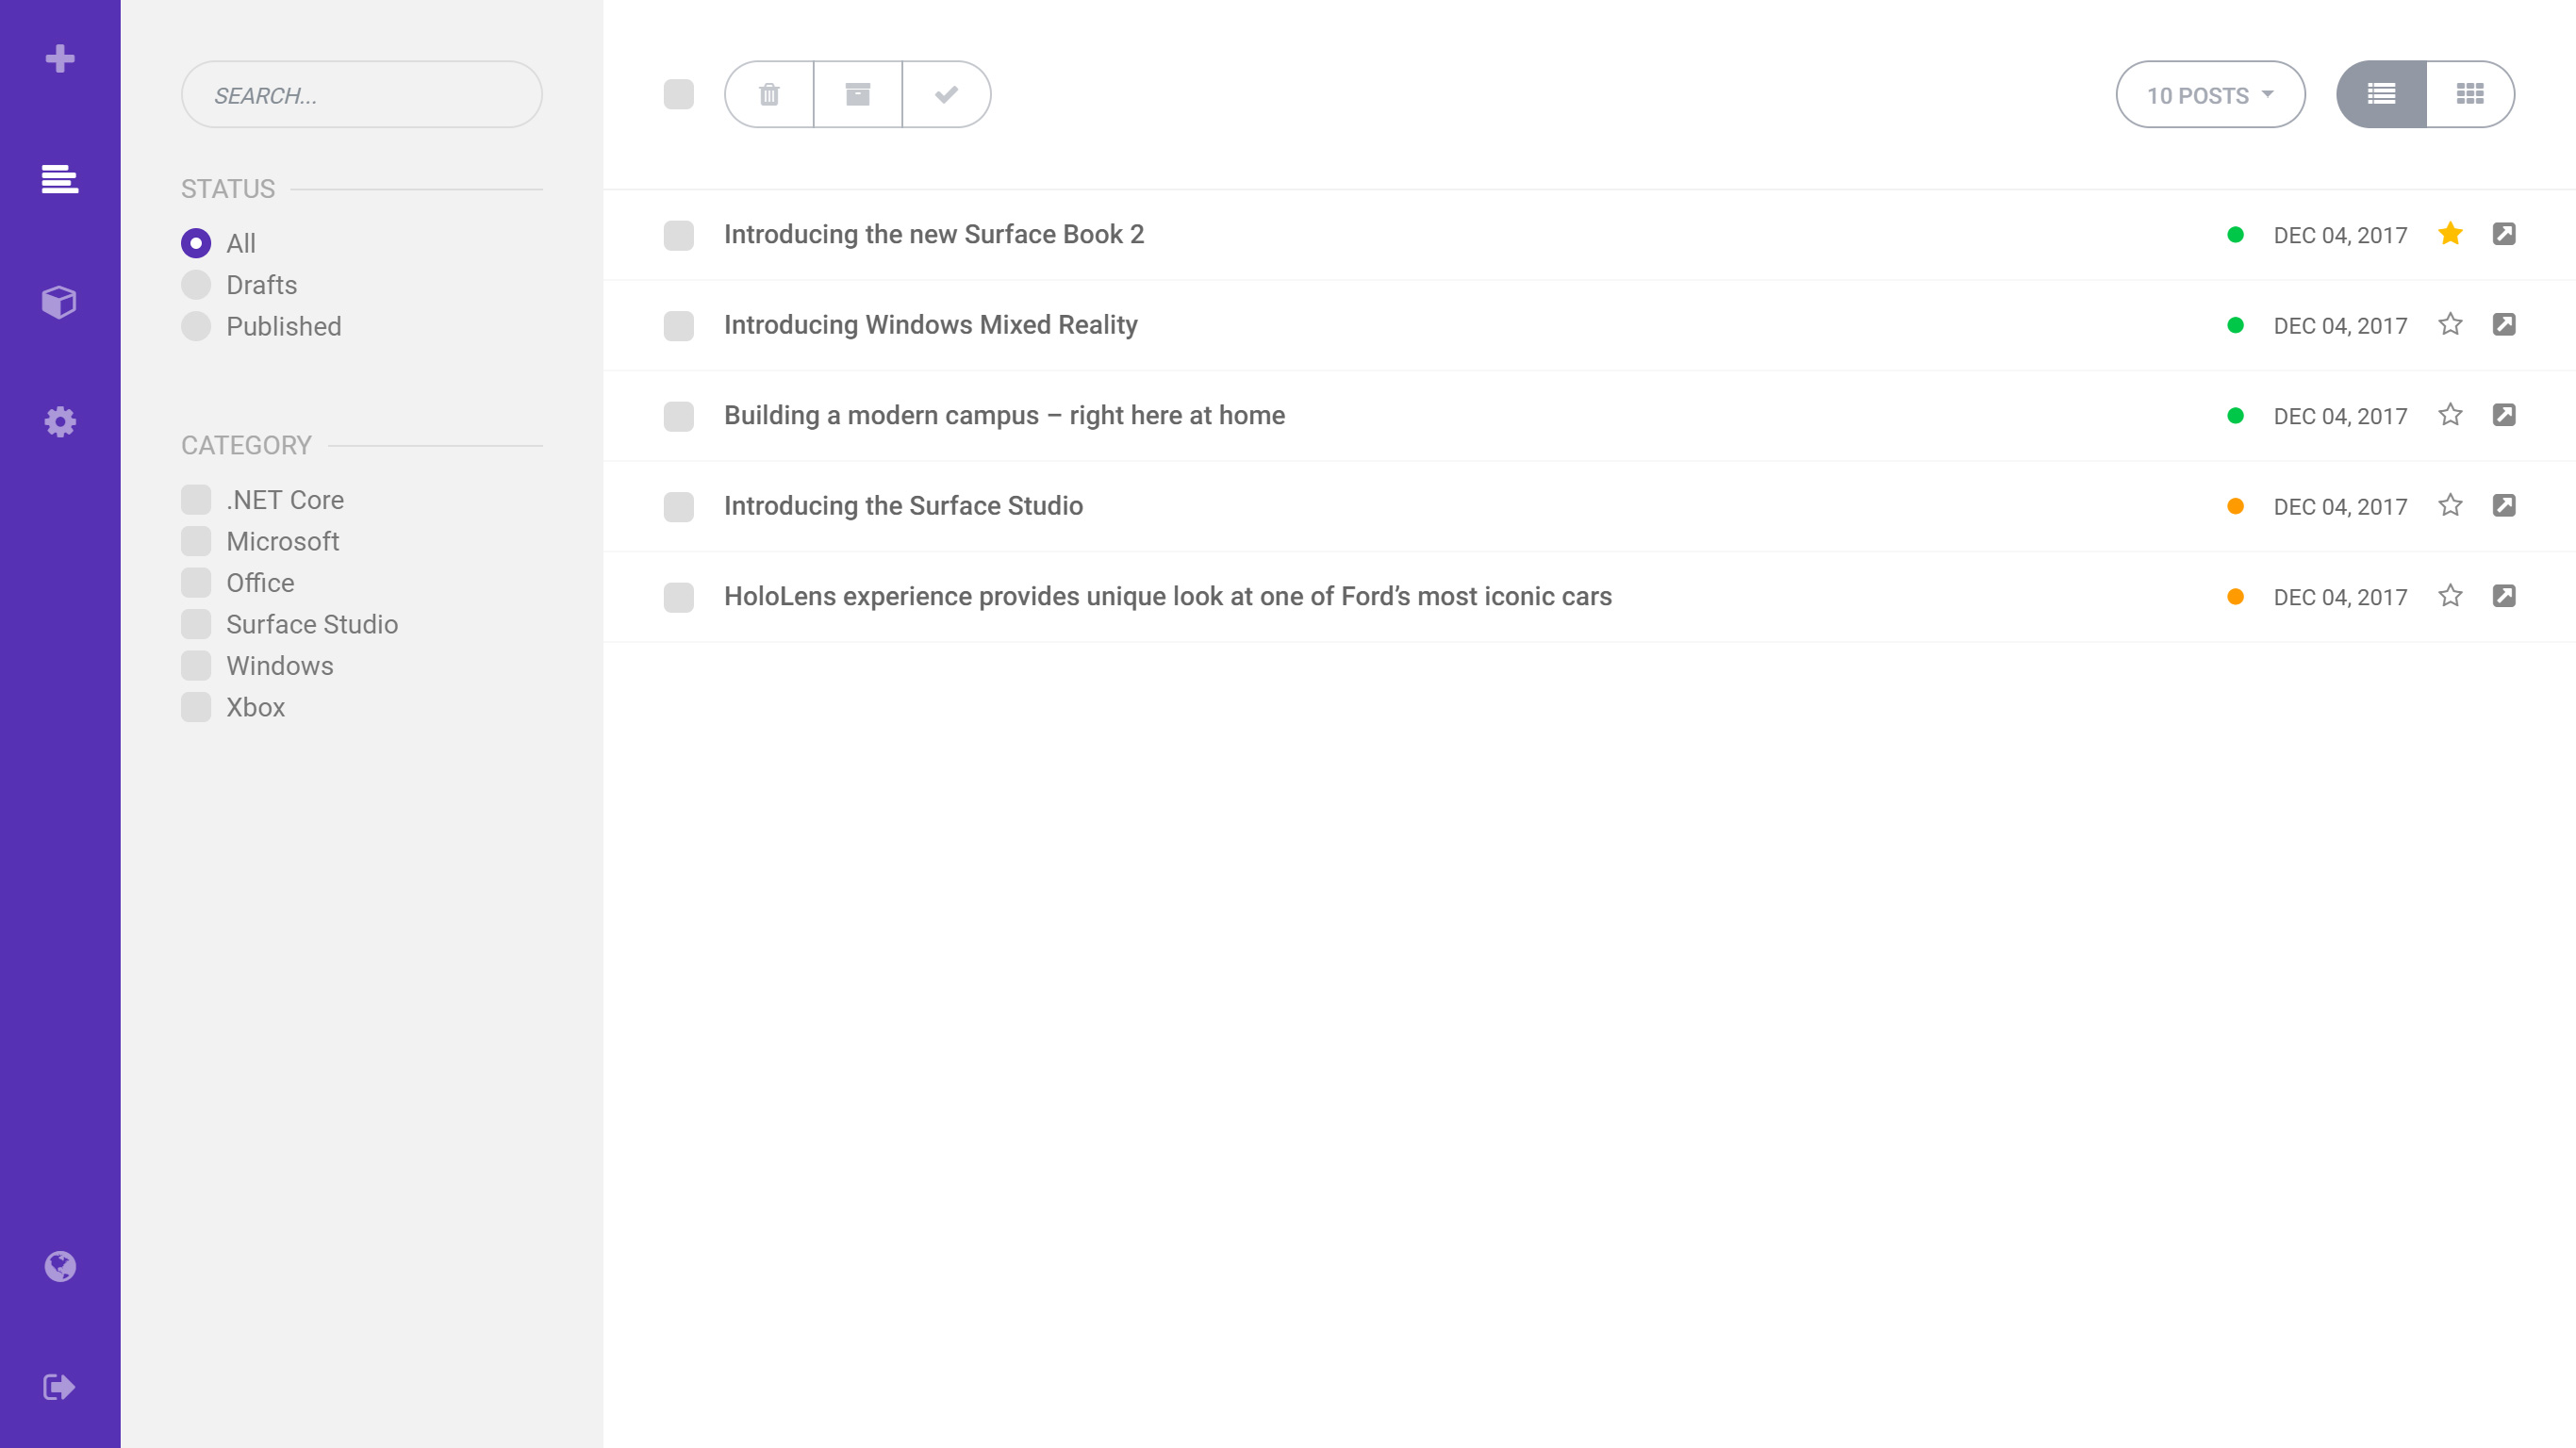 SEARCH...
10 POSTS
STATUS
All
Drafts
Published
CATEGORY
.NET Core
Microsoft
Office
Surface Studio
Windows
Xbox
Introducing the new Surface Book 2 DEC 04, 2017
Introducing Windows Mixed Reality DEC 04, 2017
Building a modern campus – right here at home DEC 04, 2017
Introducing the Surface Studio DEC 04, 2017
HoloLens experience provides unique look at one of Ford’s most iconic cars DEC 04, 2017